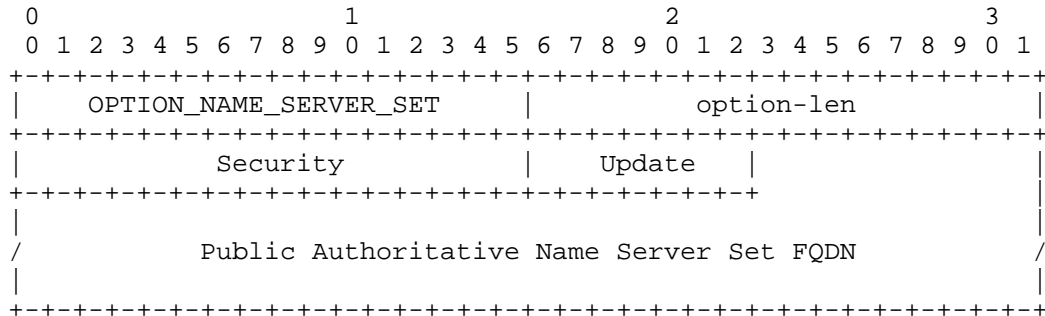 0                   1                   2                   3
 0 1 2 3 4 5 6 7 8 9 0 1 2 3 4 5 6 7 8 9 0 1 2 3 4 5 6 7 8 9 0 1
+-+-+-+-+-+-+-+-+-+-+-+-+-+-+-+-+-+-+-+-+-+-+-+-+-+-+-+-+-+-+-+-+
|    OPTION_NAME_SERVER_SET     |          option-len           |
+-+-+-+-+-+-+-+-+-+-+-+-+-+-+-+-+-+-+-+-+-+-+-+-+-+-+-+-+-+-+-+-+
|            Security           |    Update   |                 |
+-+-+-+-+-+-+-+-+-+-+-+-+-+-+-+-+-+-+-+-+-+-+-+                 |
|                                                               |
/           Public Authoritative Name Server Set FQDN           /
|                                                               |
+-+-+-+-+-+-+-+-+-+-+-+-+-+-+-+-+-+-+-+-+-+-+-+-+-+-+-+-+-+-+-+-+